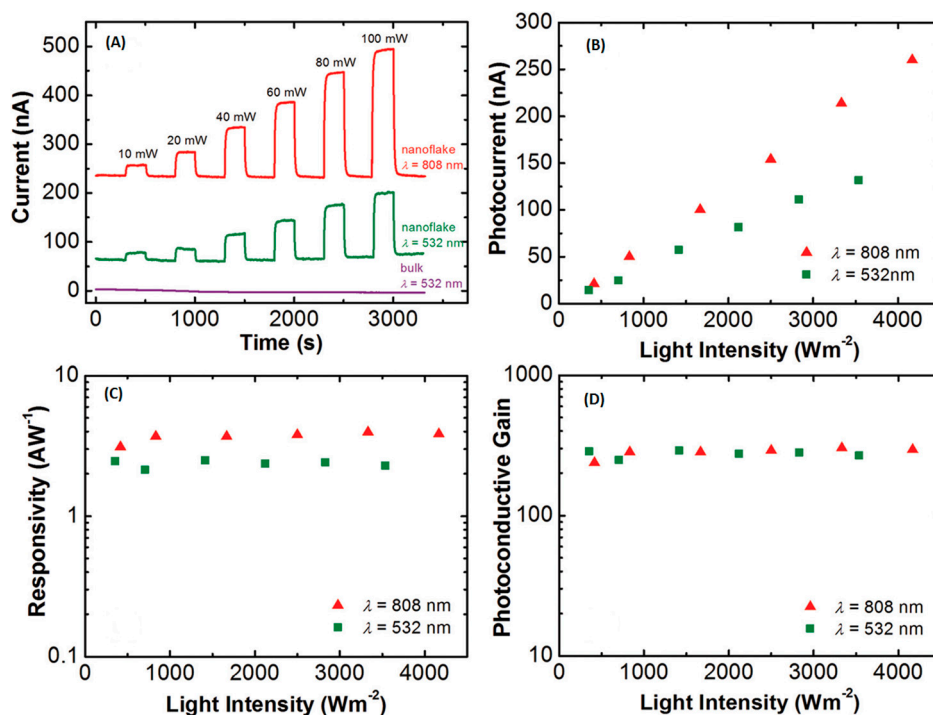 (A)
500
400
300
200
100
0
Current (nA)
10 mW
20 mW
40 mW
60 mW
80 mW
100 mW
nanoflake
λ = 808 nm
nanoflake
λ = 532 nm
bulk
λ = 532 nm
0
1000
2000
3000
Time (s)
(B)
300
250
200
150
100
50
0
Photocurrent (nA)
λ = 808 nm
λ = 532nm
0
1000
2000
3000
4000
Light Intensity (Wm-2)
(C)
10
1
0.1
Responsivity (AW-1)
λ = 808 nm
λ = 532 nm
0
1000
2000
3000
4000
Light Intensity (Wm-2)
(D)
1000
100
10
Photoconductive Gain
λ = 808 nm
λ = 532 nm
0
1000
2000
3000
4000
Light Intensity (Wm-2)